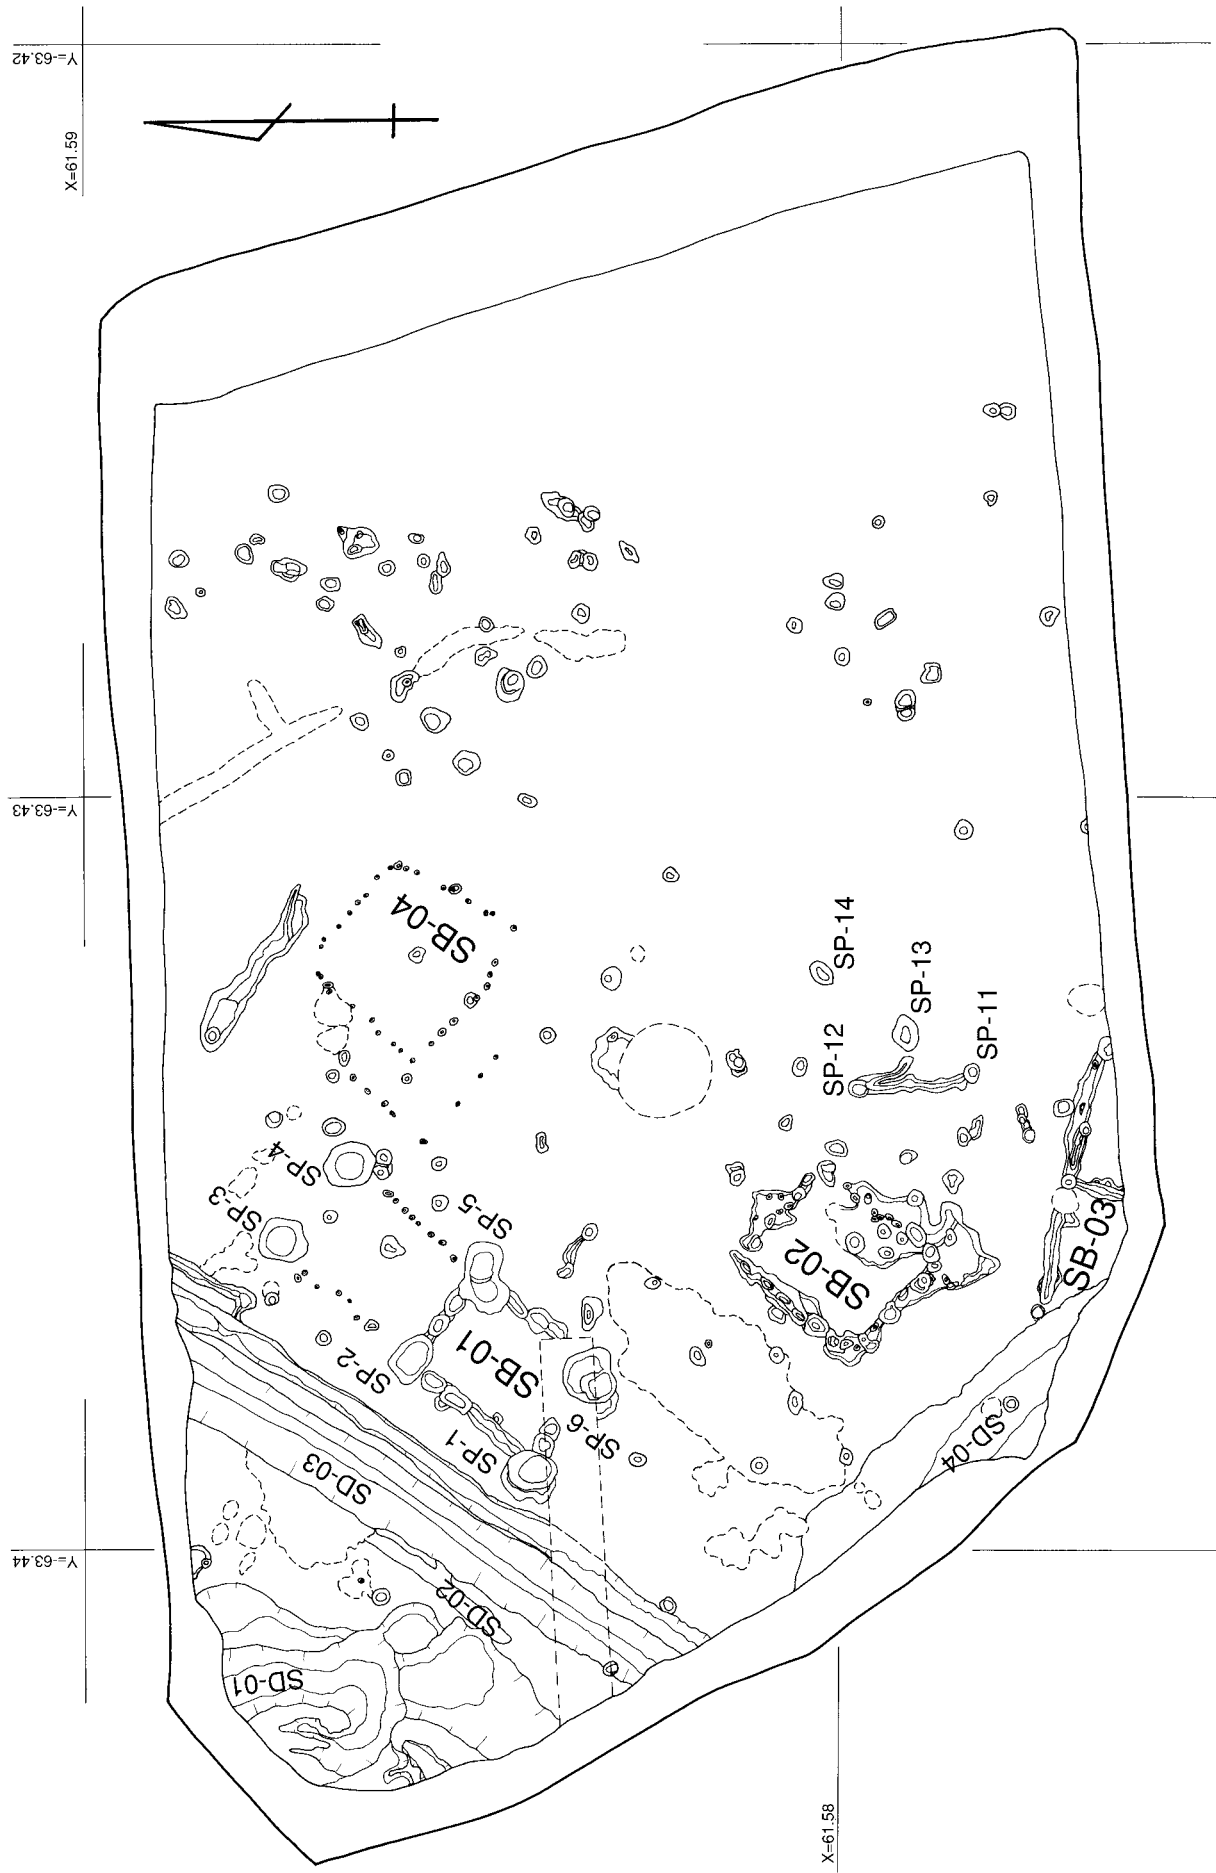 Y=-63.42
X=61.59
Y=-63.43
SB-04
SP-14
SP-13
SP-12
SP-11
SP-4
SP-3
SP-5
SB-02
SB-03
SP-2
SB-01
SP-1
SP-6
SD-03
SD-04
Y=-63.44
SD-02
SD-01
X=61.58